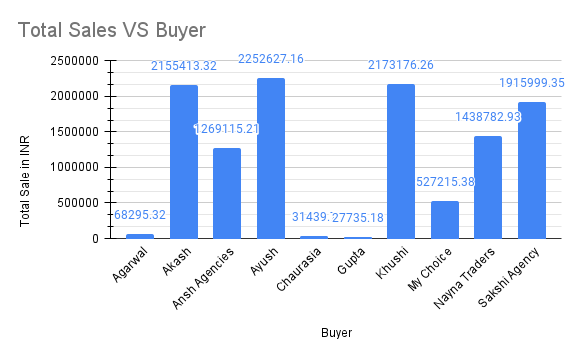 Total Sales VS Buyer
Total Sale in INR
2500000
2000000
1500000
1000000
500000
0
68295.32
2155413.32
1269115.21
2252627.16
31439.
27735.18
2173176.26
527215.38
1438782.93
1915999.35
Agarwal
Akash
Ansh Agencies
Ayush
Chaurasia
Gupta
Khushi
My Choice
Nayna Traders
Sakshi Agency
Buyer